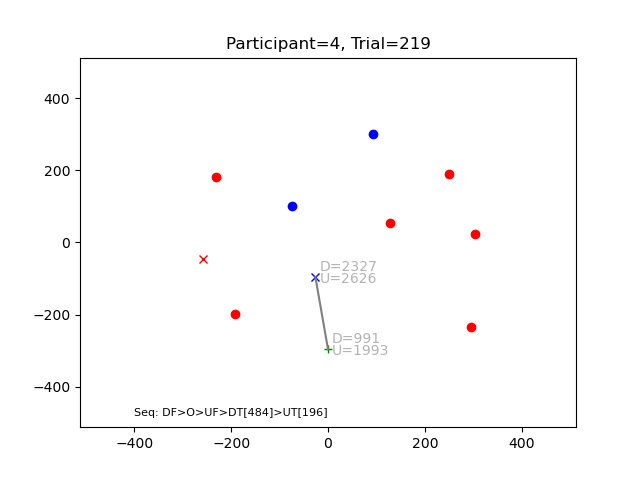 Participant=4, Trial=219
400
200
0
−200
−400
D=2327
U=2626
D=991
U=1993
Seq: DF>O>UF>DT[484]>UT[196]
−400
−200
0
200
400